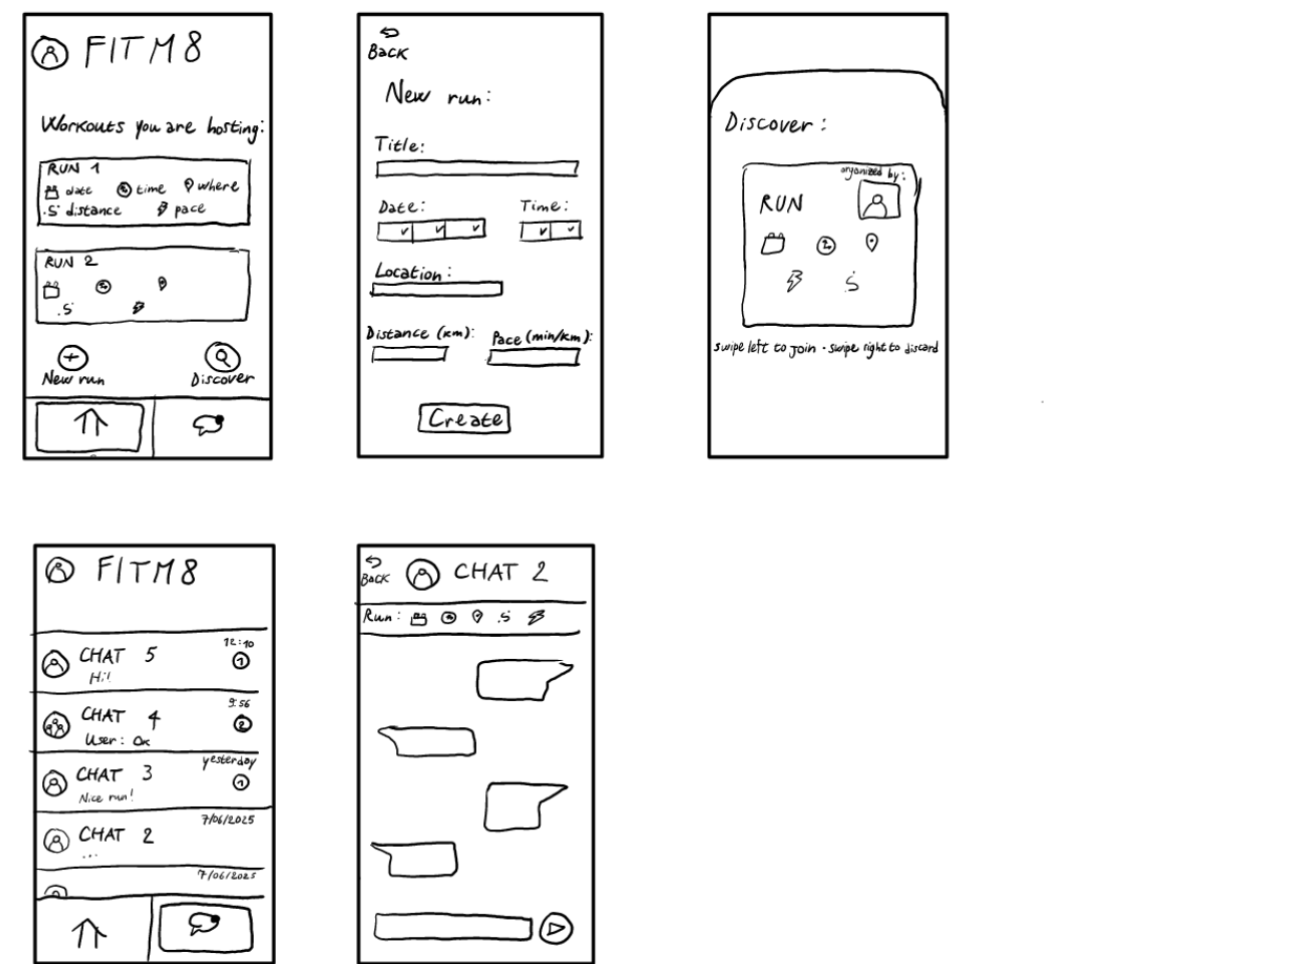 FITM8
Workouts you are hosting:
RUN 1
date time where
.S distance pace
RUN 2
.S
New run Discover
Back
New run:
Title:
Date: Time:
Location:
Distance (km): Pace (min/km):
Create
Discover:
organized by:
RUN
S
swipe left to join · swipe right to discard
FITM8
12:40
CHAT 5
1
Hi!
9:56
CHAT 4
2
User: Ok
yesterday
CHAT 3
1
Nice run!
7/06/2025
CHAT 2
...
7/06/2025
Back CHAT 2
Run: .S